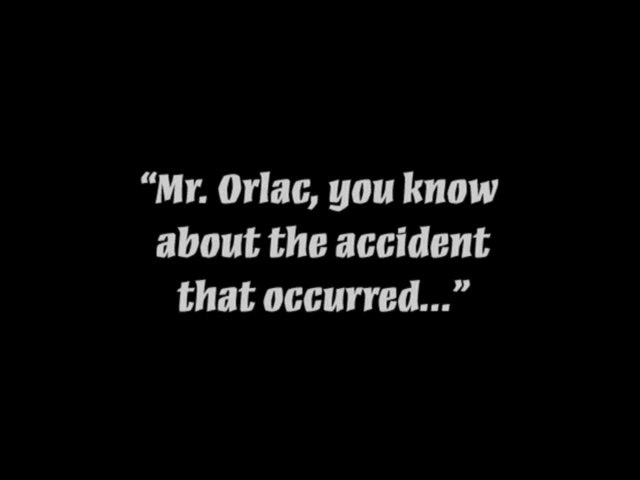 “Mr. Orlac, you know
about the accident
that occurred...”